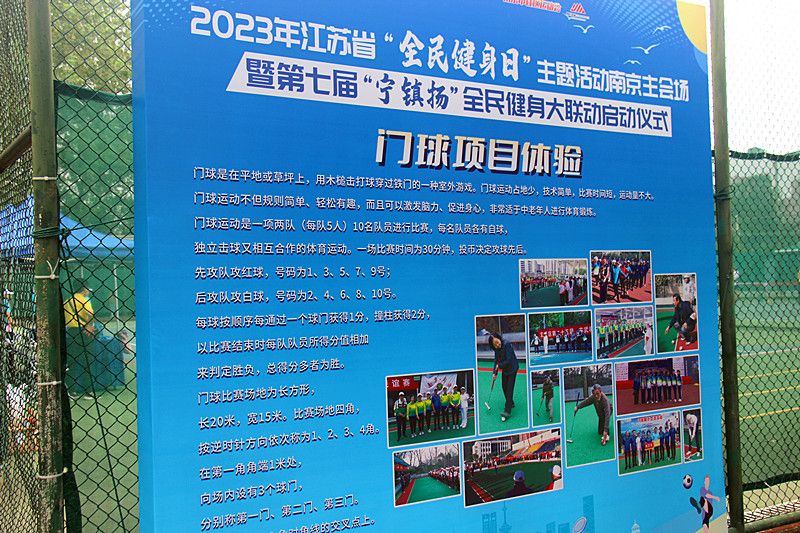 2023年江苏省“全民健身日”主题活动南京主会场
暨第七届“宁镇扬”全民健身大联动启动仪式
门球项目体验
门球是在平地或草坪上，用木槌击打球穿过铁门的一种室外游戏。门球运动占地少，技术简单，比赛时间短，运动量不大。
门球运动不但规则简单、轻松有趣，而且可以激发脑力、促进身心，非常适于中老年人进行体育锻炼。
门球运动是一项两队（每队5人）10名队员进行比赛，每名队员各有自球，
独立击球又相互合作的体育运动。一场比赛时间为30分钟，投币决定攻球先后。
先攻队攻红球，号码为1、3、5、7、9号；
后攻队攻白球，号码为2、4、6、8、10号。
每球按顺序每通过一个球门获得1分，撞柱获得2分，
以比赛结束时每队队员所得分值相加
来判定胜负，总得分多者为胜。
门球比赛场地为长方形，
长20米，宽15米。比赛场地四角，
按逆时针方向依次称为1、2、3、4角。
在第一角角端1米处，
向场内设有3个球门，
分别称第一门、第二门、第三门。
角对角线的交叉点上。
谊赛